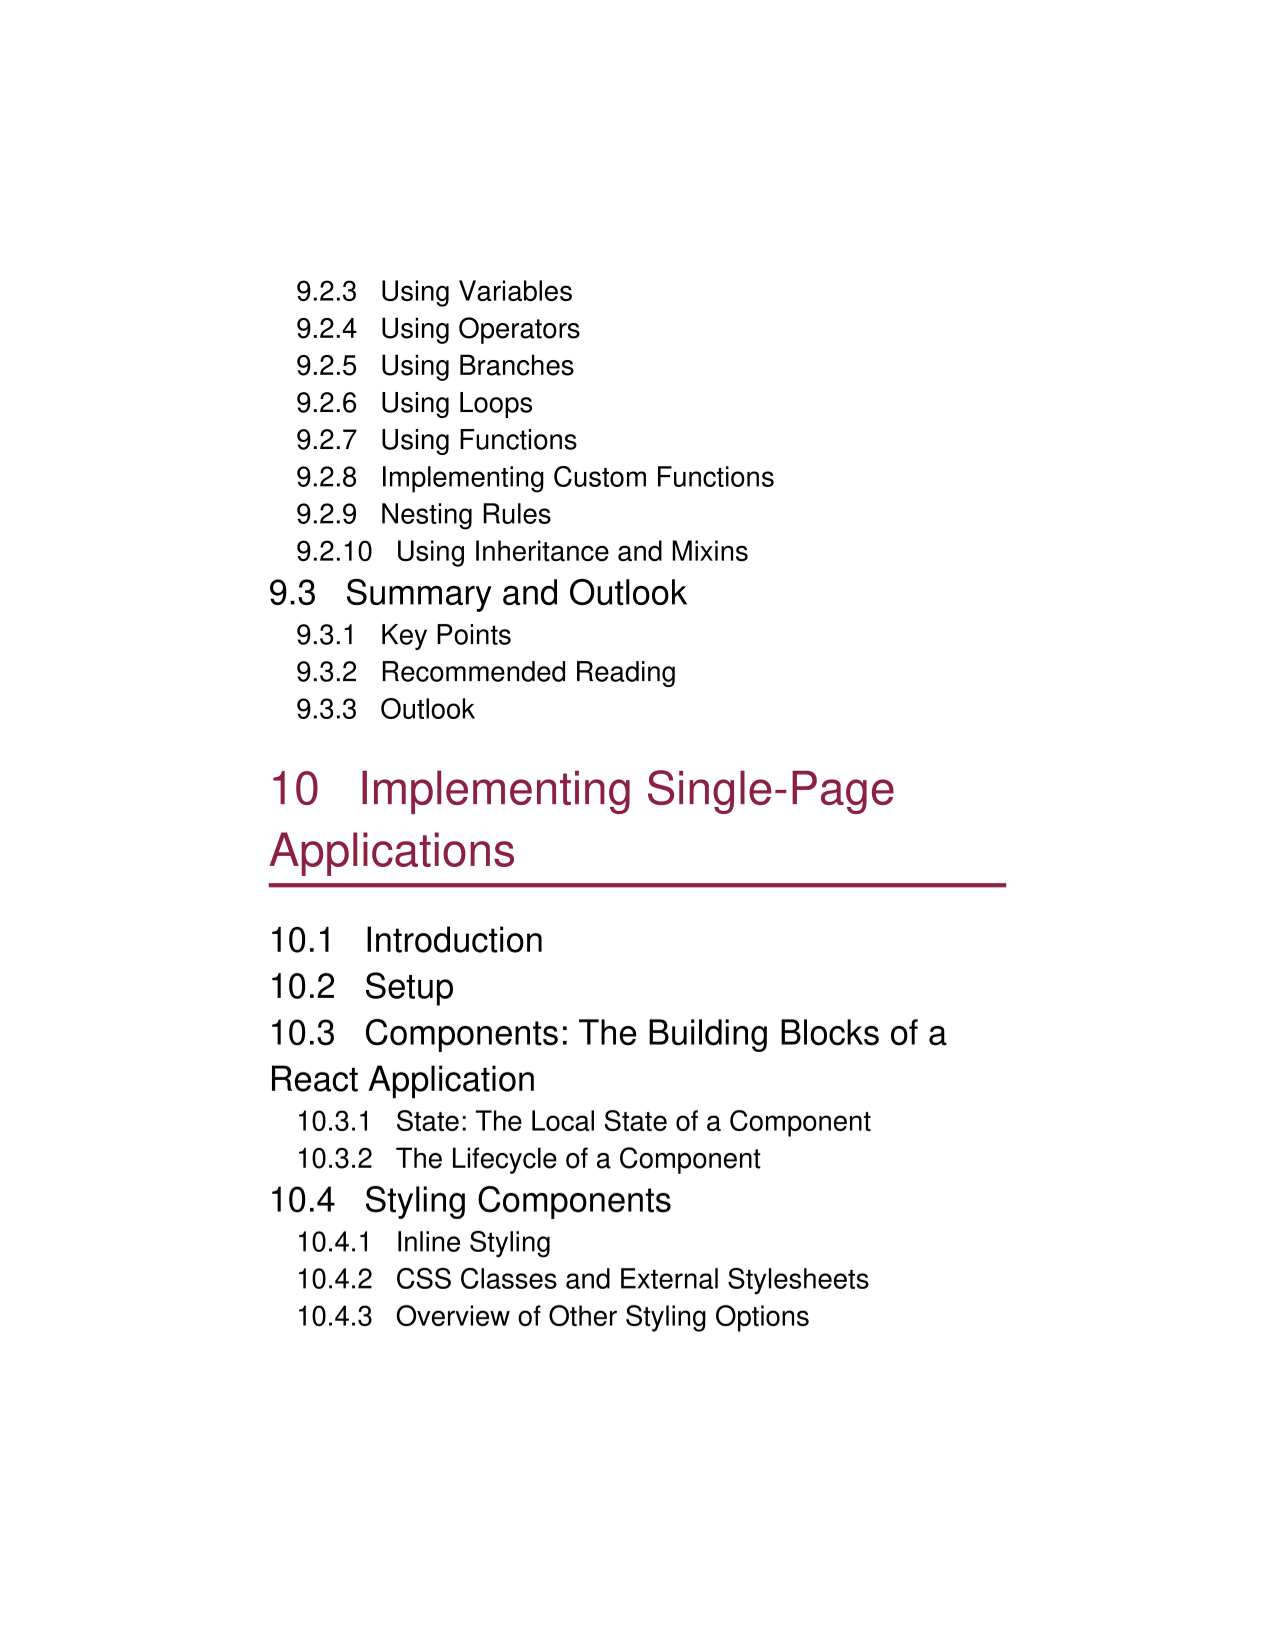 9.2.3 Using Variables
9.2.4 Using Operators
9.2.5 Using Branches
9.2.6 Using Loops
9.2.7 Using Functions
9.2.8 Implementing Custom Functions
9.2.9 Nesting Rules
9.2.10 Using Inheritance and Mixins
9.3 Summary and Outlook
9.3.1 Key Points
9.3.2 Recommended Reading
9.3.3 Outlook
10 Implementing Single-Page
Applications
10.1 Introduction
10.2 Setup
10.3 Components: The Building Blocks of a
React Application
10.3.1 State: The Local State of a Component
10.3.2 The Lifecycle of a Component
10.4 Styling Components
10.4.1 Inline Styling
10.4.2 CSS Classes and External Stylesheets
10.4.3 Overview of Other Styling Options